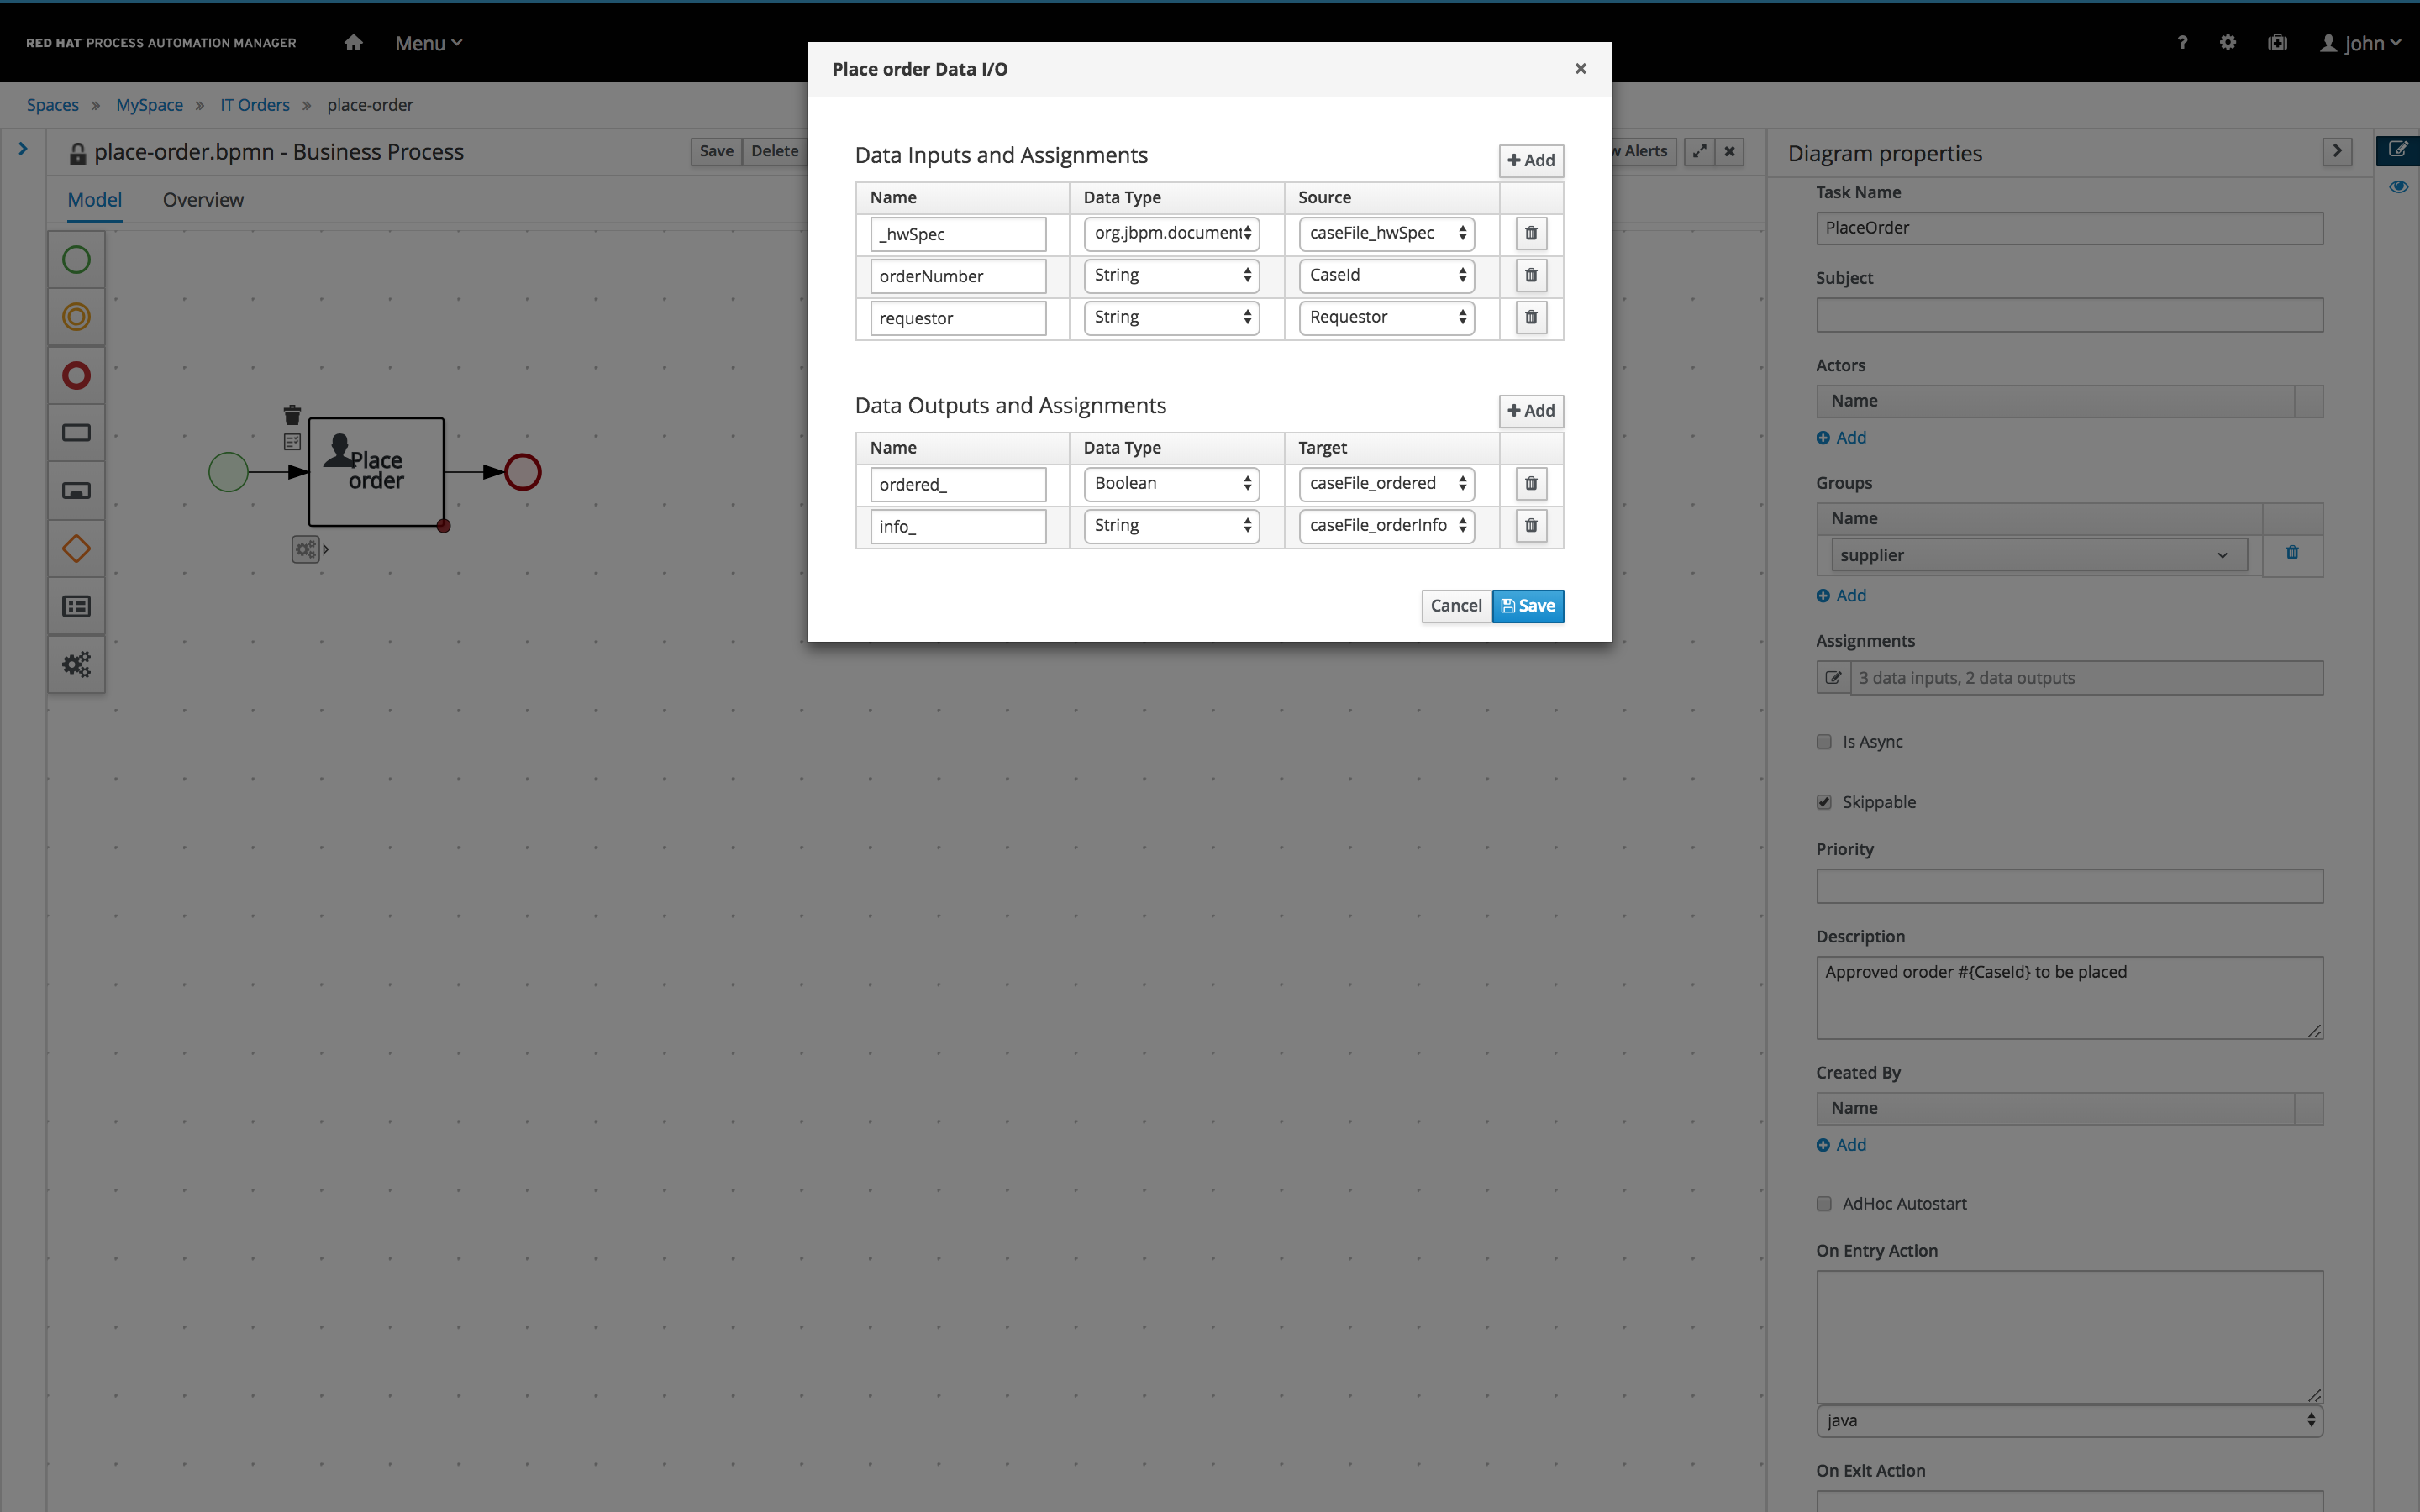 RED HAT PROCESS AUTOMATION MANAGER Menu ? john
Spaces » MySpace » IT Orders » place-order
place-order.bpmn - Business Process Save Delete w Alerts
Model Overview
Place
order
Place order Data I/O
Data Inputs and Assignments Add
Name Data Type Source
_hwSpec org.jbpm.document caseFile_hwSpec
orderNumber String CaseId
requestor String Requestor
Data Outputs and Assignments Add
Name Data Type Target
ordered_ Boolean caseFile_ordered
info_ String caseFile_orderInfo
Cancel Save
Diagram properties
Task Name
PlaceOrder
Subject
Actors
Name
Add
Groups
Name
supplier
Add
Assignments
3 data inputs, 2 data outputs
Is Async
Skippable
Priority
Description
Approved oroder #{CaseId} to be placed
Created By
Name
Add
AdHoc Autostart
On Entry Action
java
On Exit Action